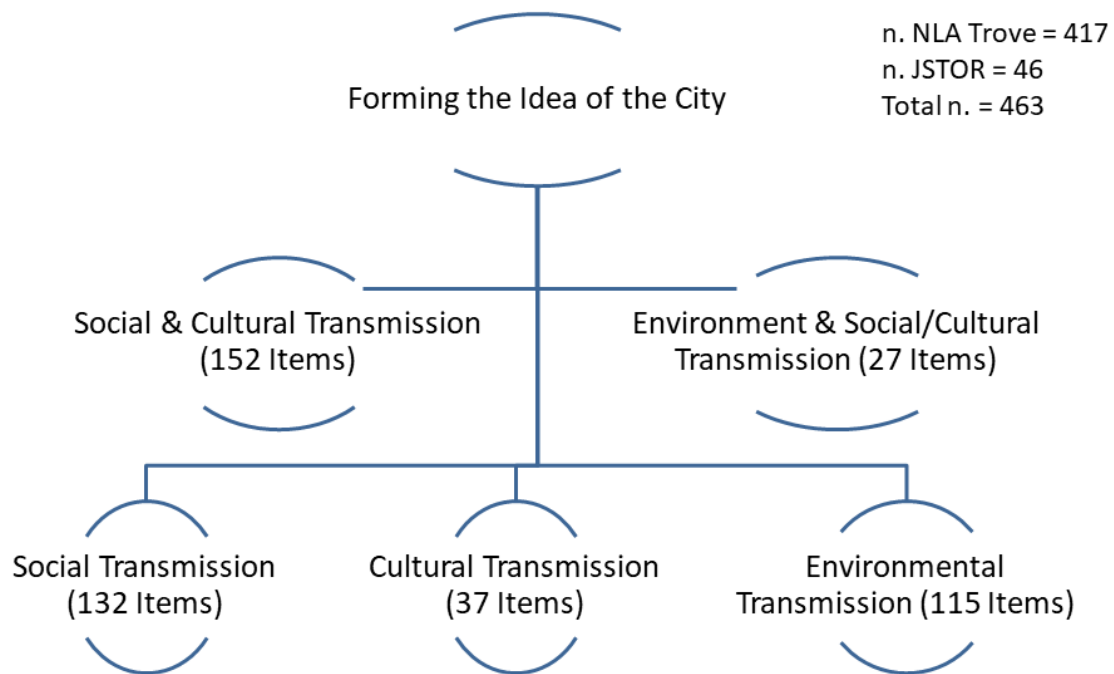 n. NLA Trove = 417
n. JSTOR = 46
Total n. = 463
Forming the Idea of the City
Social & Cultural Transmission
(152 Items)
Environment & Social/Cultural
Transmission (27 Items)
Social Transmission
(132 Items)
Cultural Transmission
(37 Items)
Environmental
Transmission (115 Items)